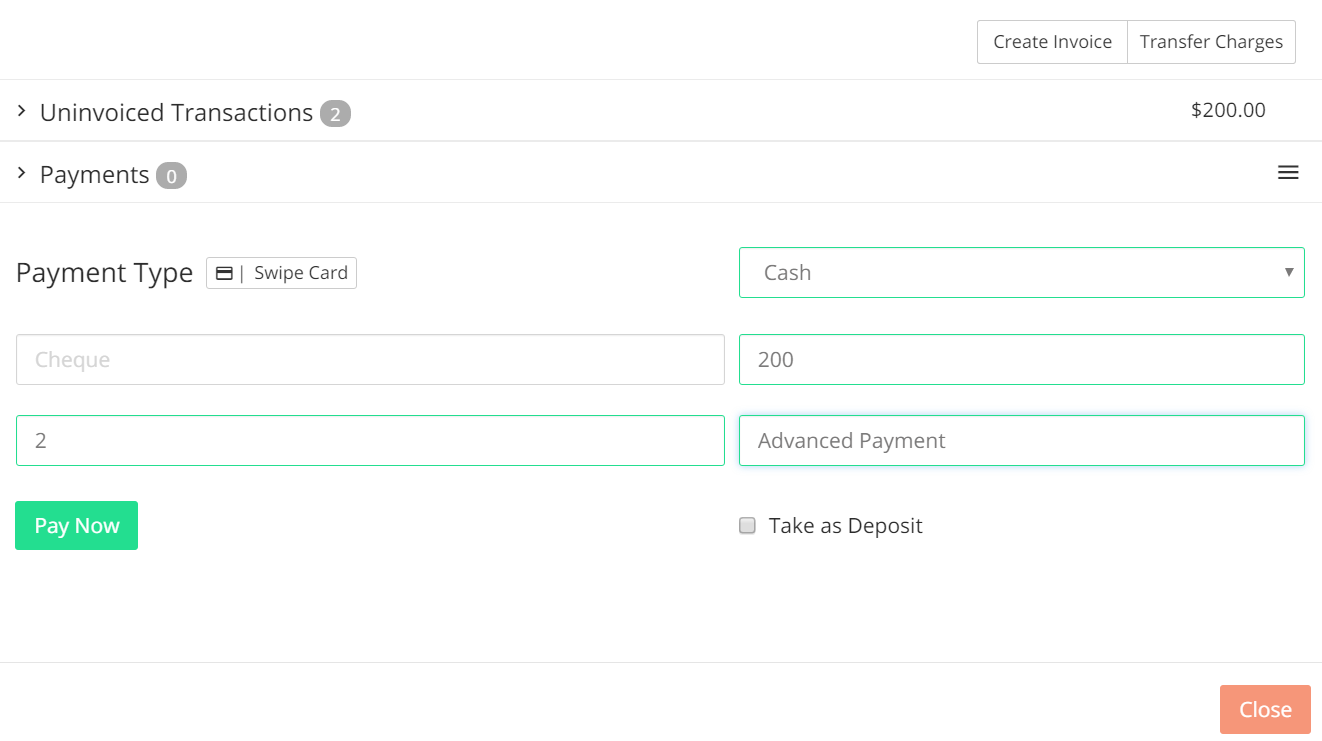 Create Invoice Transfer Charges
Uninvoiced Transactions 2 $200.00
Payments 0
Payment Type | Swipe Card Cash
Cheque 200
2 Advanced Payment
Pay Now Take as Deposit
Close